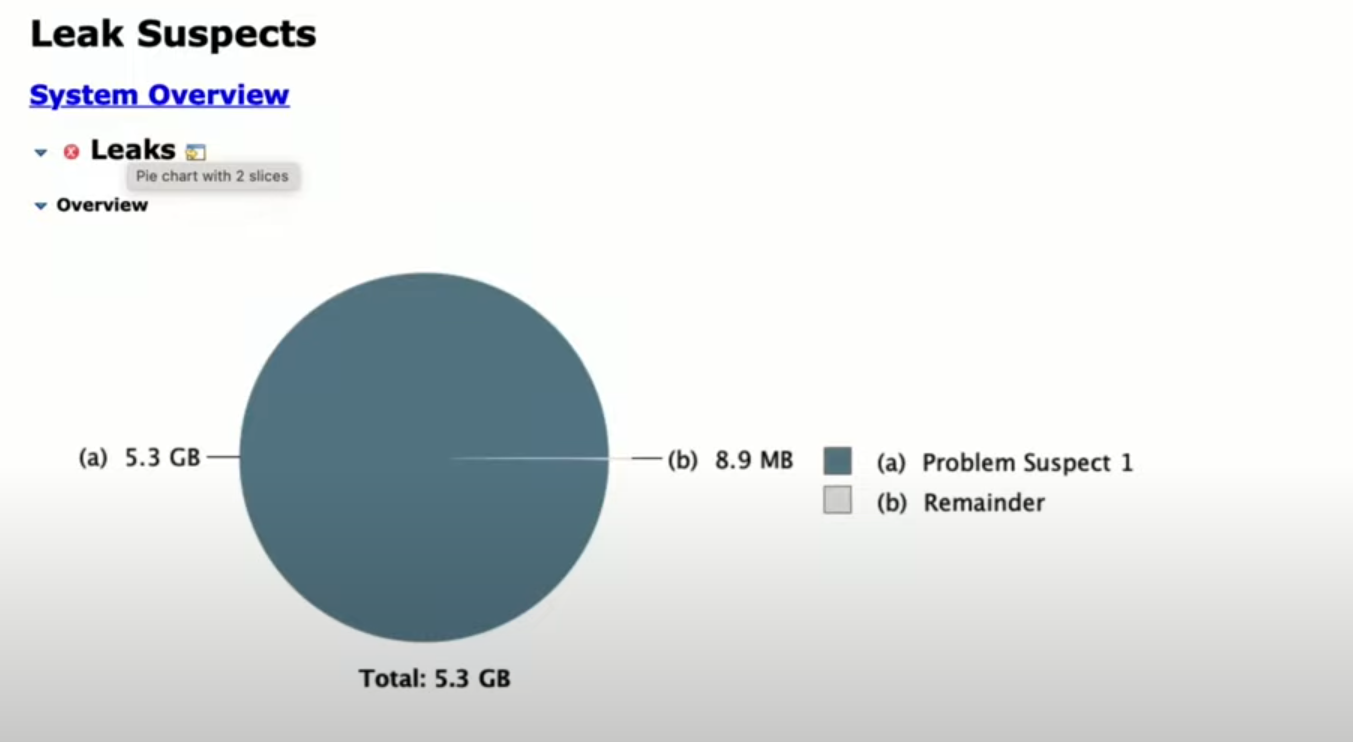 Leak Suspects
System Overview
Leaks
Pie chart with 2 slices
Overview
(a) 5.3 GB
(b) 8.9 MB
(a) Problem Suspect 1
(b) Remainder
Total: 5.3 GB